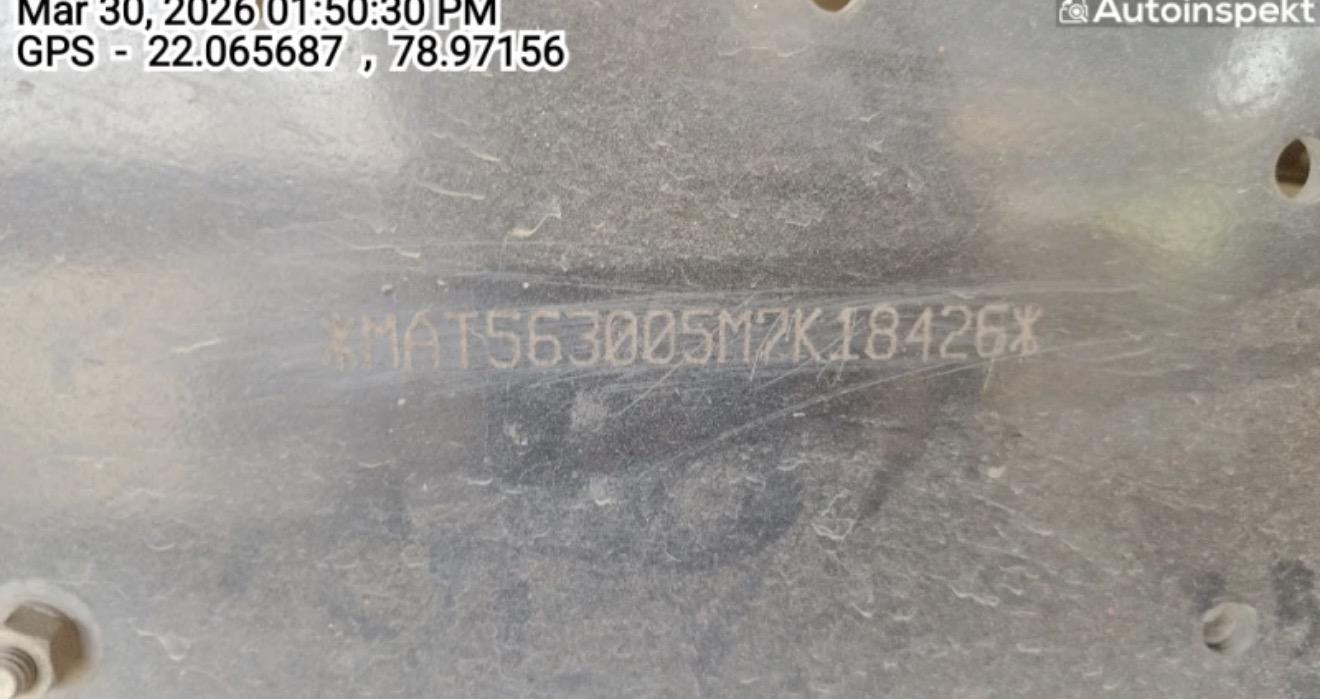 Mar 30, 2026 01:50:30 PM
GPS - 22.065687 , 78.97156
Autoinspekt
*MAT563005M7K18426*